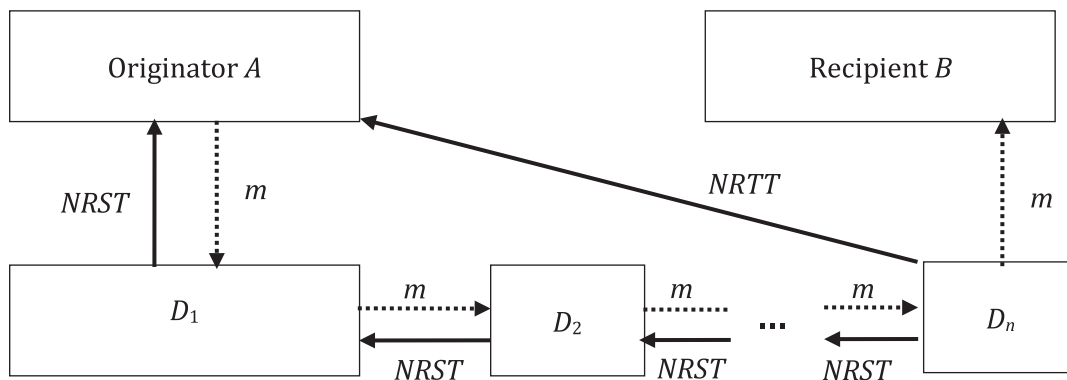 Originator A
Recipient B
NRST
m
NRTT
m
D1
m
D2
m
...
m
Dn
NRST
NRST
NRST